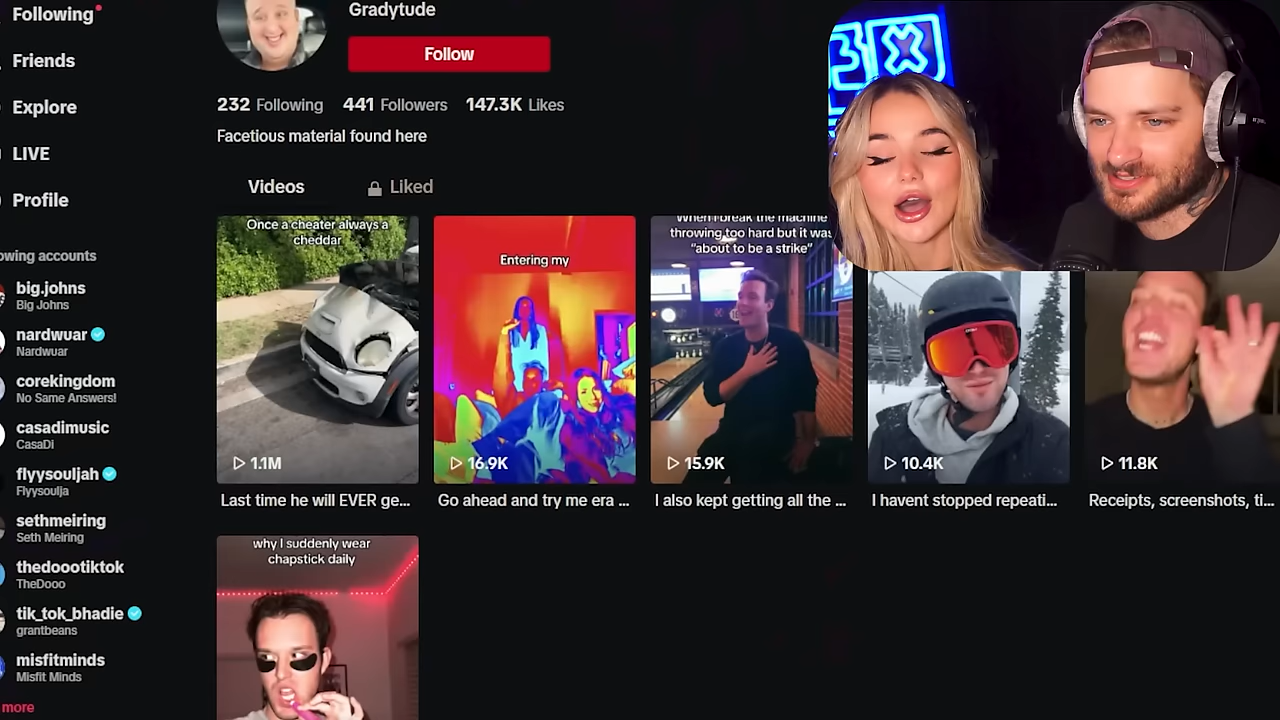 Following
Friends
Explore
LIVE
Profile
owing accounts
big.johns
Big Johns
nardwuar
Nardwuar
corekingdom
No Same Answers!
casadimusic
CasaDi
flyysouljah
Flyysoulja
sethmeiring
Seth Meiring
thedoootiktok
TheDooo
tik_tok_bhadie
grantbeans
misfitminds
Misfit Minds
more
Gradytude
Follow
232 Following 441 Followers 147.3K Likes
Facetious material found here
Videos Liked
Once a cheater always a
cheddar
1.1M
Last time he will EVER ge...
Entering my
16.9K
Go ahead and try me era ...
When I break the machine
throwing too hard but it was
“about to be a strike”
15.9K
I also kept getting all the ...
10.4K
I havent stopped repeati...
11.8K
Receipts, screenshots, ti...
why I suddenly wear
chapstick daily